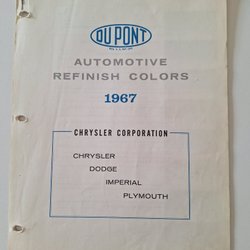 DU PONT
AUTOMOTIVE
REFINISH COLORS
1967
CHRYSLER CORPORATION
CHRYSLER
DODGE
IMPERIAL
PLYMOUTH